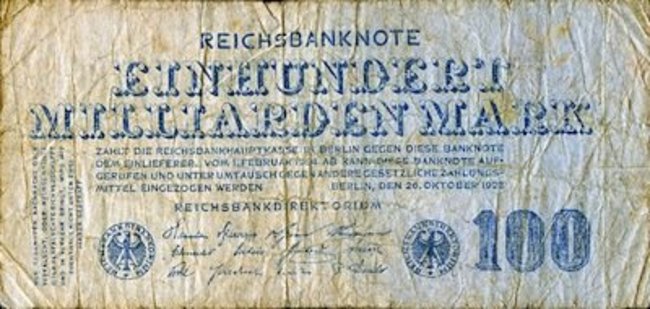 REICHSBANKNOTE
EINHUNDERT
MILLIARDEN MARK
ZAHLT DIE REICHSBANKHAUPTKASSE IN BERLIN GEGEN DIESE BANKNOTE
DEM EINLIEFERER. VOM 1. FEBRUAR 1924 AB KANN DIESE BANKNOTE AUF-
GERUFEN UND UNTER UMTAUSCH GEGEN ANDERE GESETZLICHE ZAHLUNGS-
MITTEL EINGEZOGEN WERDEN BERLIN, DEN 26. OKTOBER 1923
REICHSBANKDIREKTORIUM
100